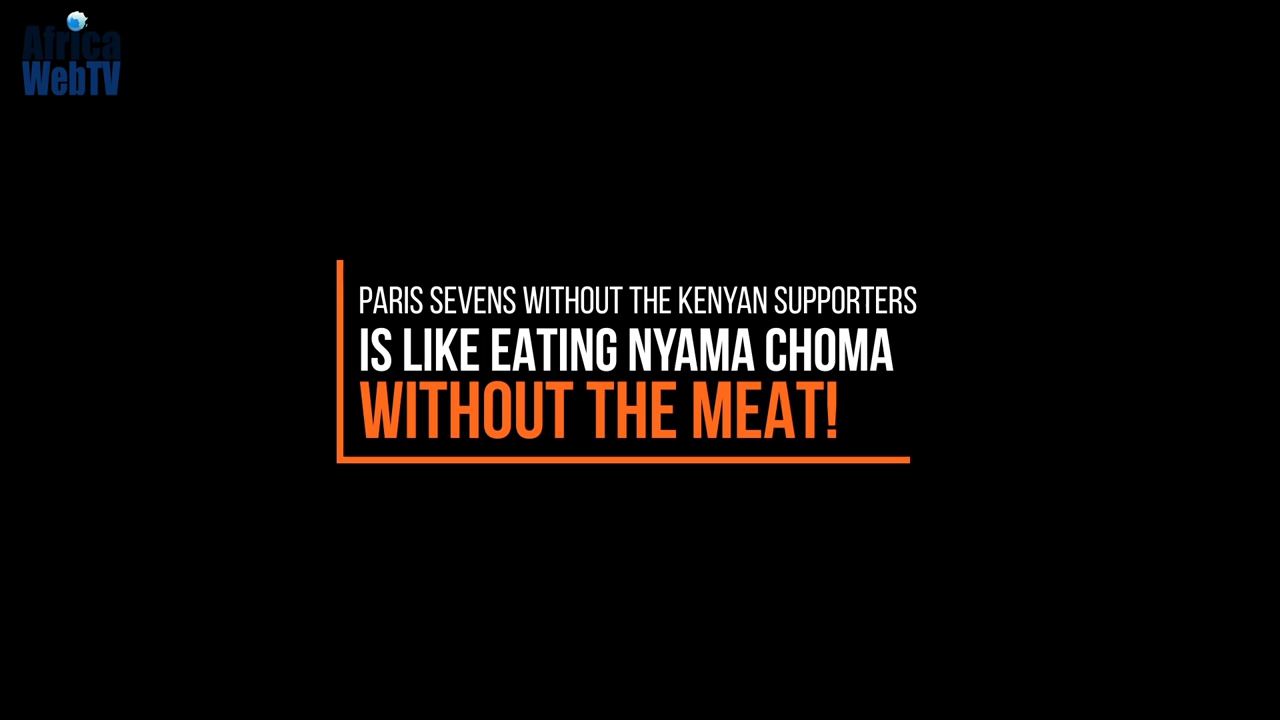 Africa
WebTV
PARIS SEVENS WITHOUT THE KENYAN SUPPORTERS
IS LIKE EATING NYAMA CHOMA
WITHOUT THE MEAT!